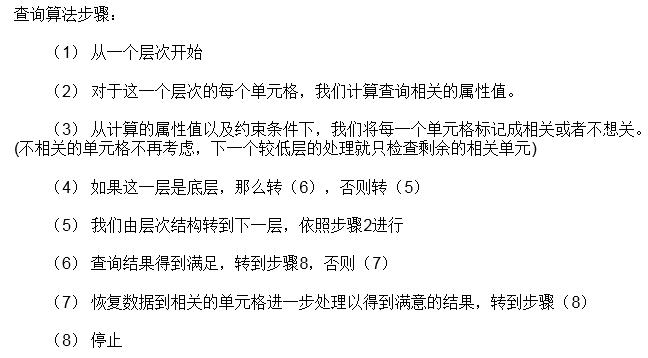 查询算法步骤：
（1） 从一个层次开始
（2） 对于这一个层次的每个单元格，我们计算查询相关的属性值。
（3） 从计算的属性值以及约束条件下，我们将每一个单元格标记成相关或者不想关。
(不相关的单元格不再考虑，下一个较低层的处理就只检查剩余的相关单元)
（4） 如果这一层是底层，那么转（6），否则转（5）
（5） 我们由层次结构转到下一层，依照步骤2进行
（6） 查询结果得到满足，转到步骤8，否则（7）
（7） 恢复数据到相关的单元格进一步处理以得到满意的结果，转到步骤（8）
（8） 停止